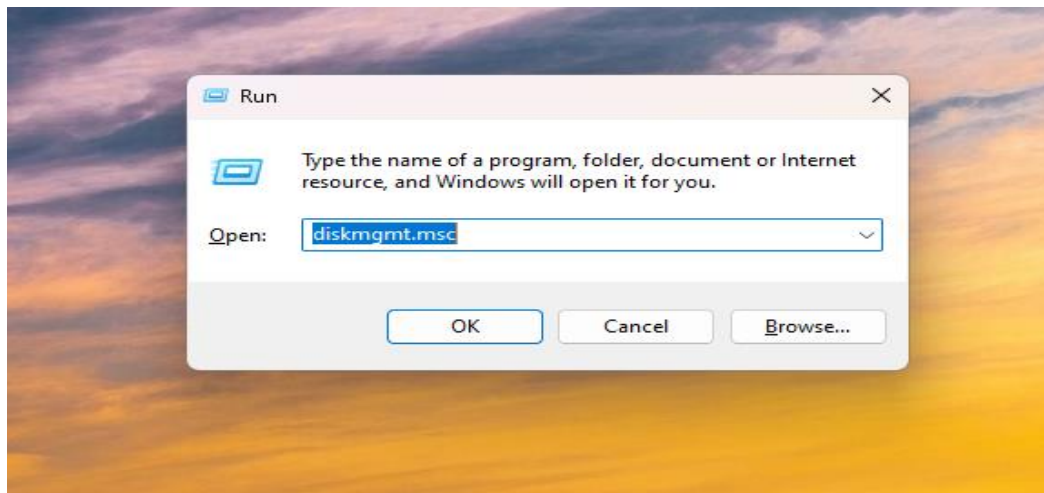 Run
Type the name of a program, folder, document or Internet
resource, and Windows will open it for you.
Open:
diskmgmt.msc
OK
Cancel
Browse...